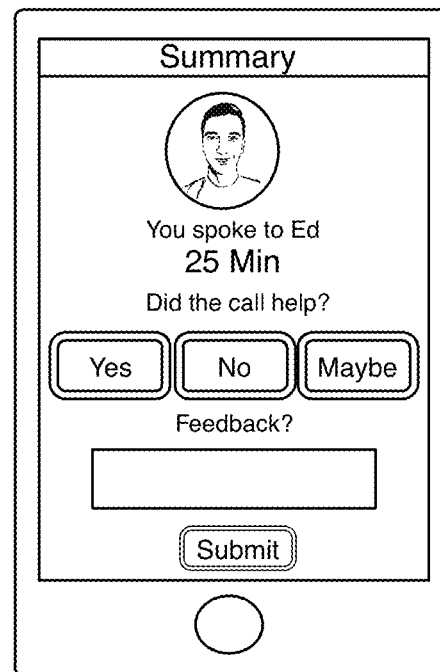 Summary
You spoke to Ed
25 Min
Did the call help?
Yes No Maybe
Feedback?
Submit